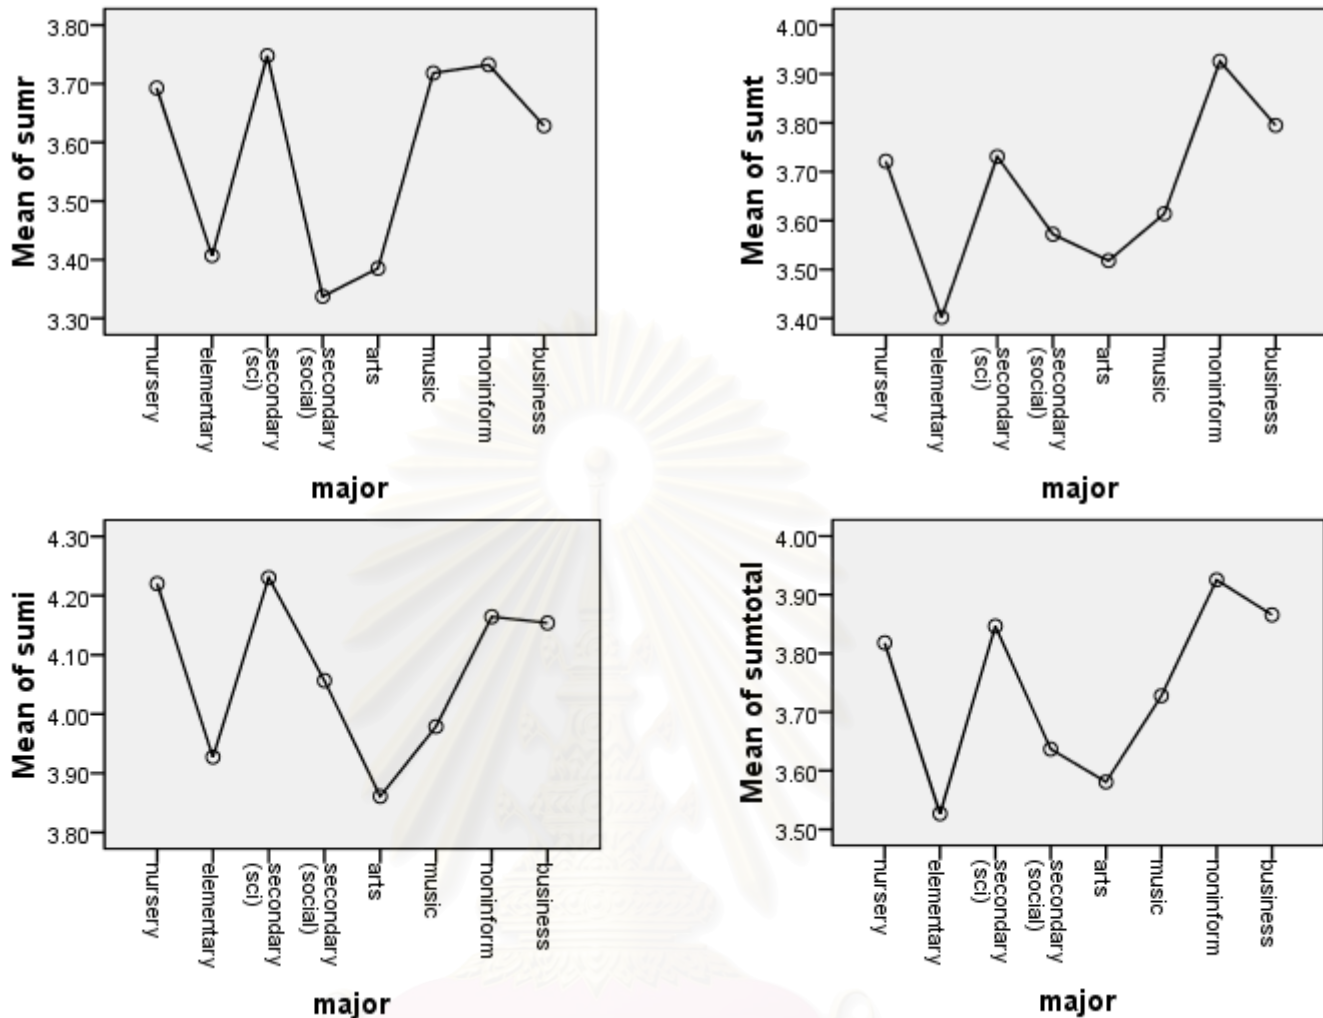 3.80
3.70
3.60
3.50
3.40
3.30
Mean of sumr
nursery
elementary
secondary
(sci)
secondary
(social)
arts
music
noninform
business
major
4.00
3.90
3.80
3.70
3.60
3.50
3.40
Mean of sumt
nursery
elementary
secondary
(sci)
secondary
(social)
arts
music
noninform
business
major
4.30
4.20
4.10
4.00
3.90
3.80
Mean of sumi
nursery
elementary
secondary
(sci)
secondary
(social)
arts
music
noninform
business
major
4.00
3.90
3.80
3.70
3.60
3.50
Mean of sumtotal
nursery
elementary
secondary
(sci)
secondary
(social)
arts
music
noninform
business
major